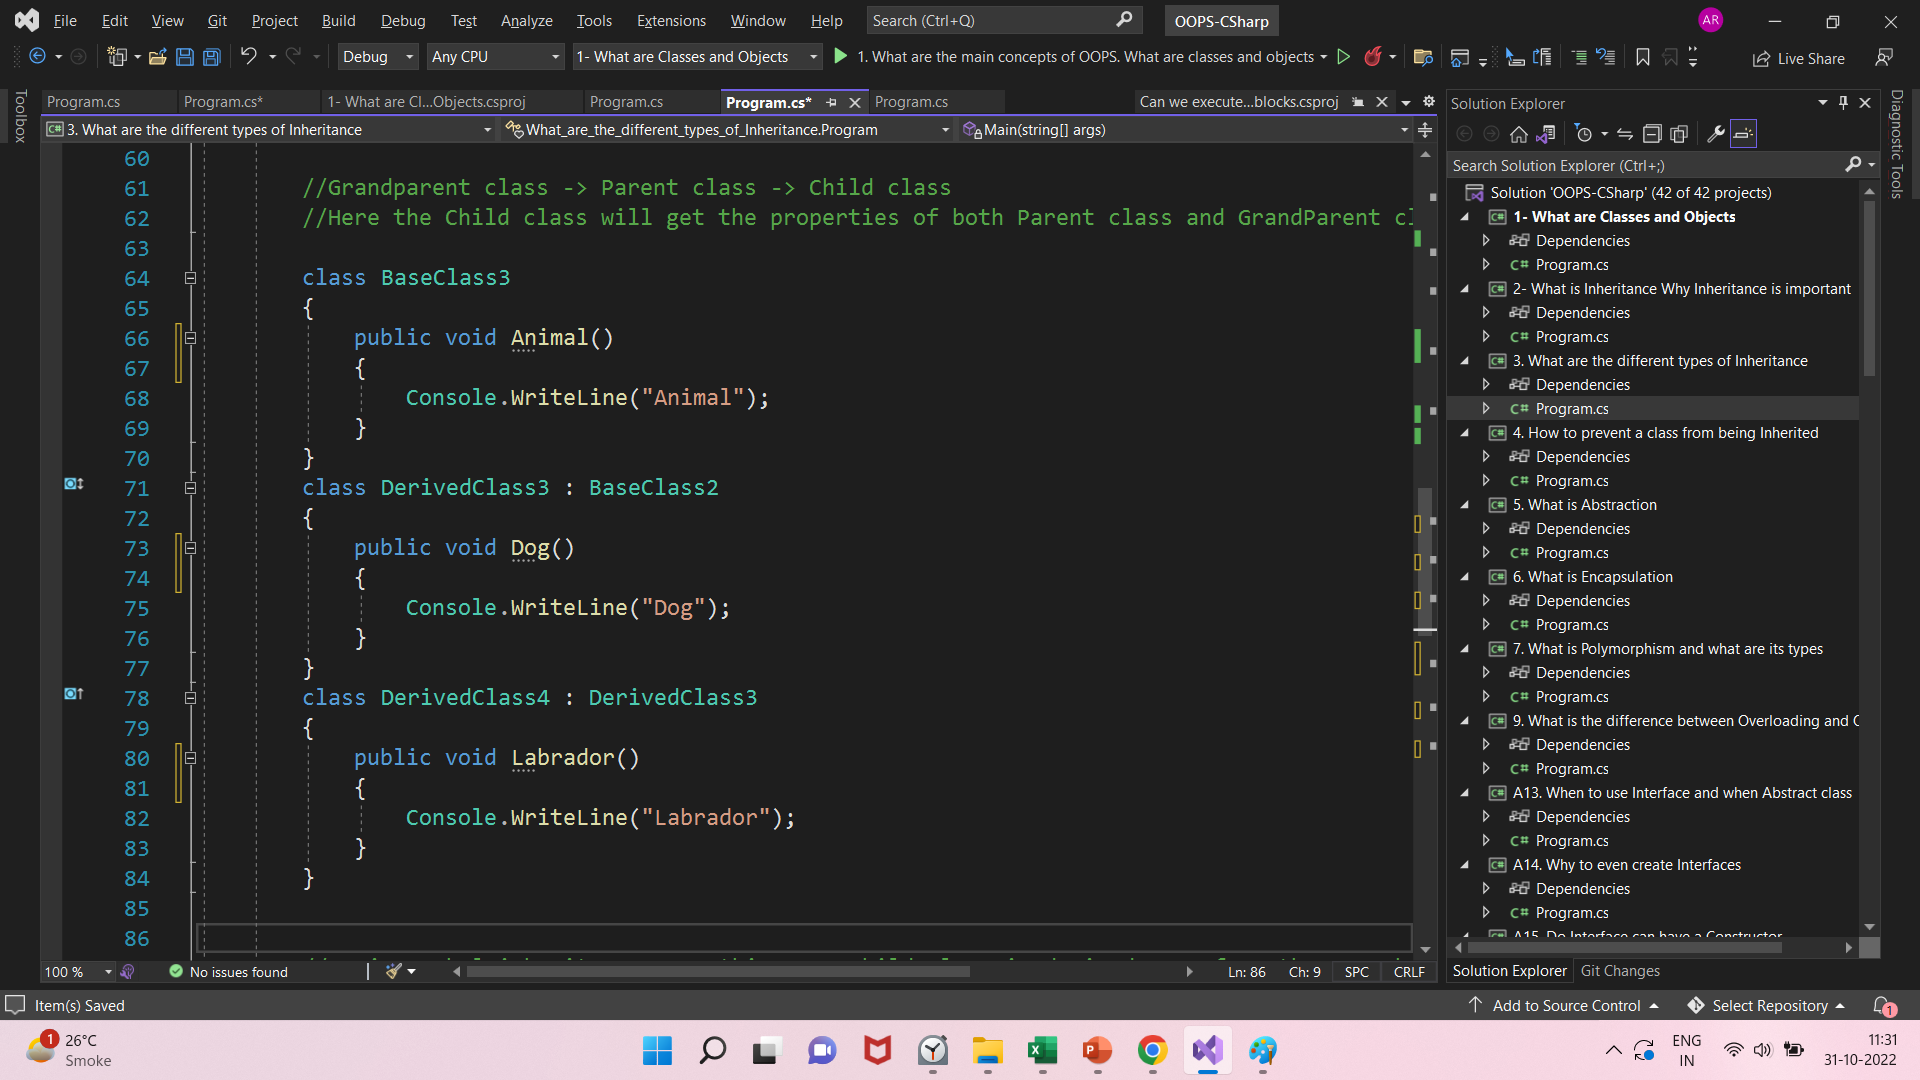 File Edit View Git Project Build Debug Test Analyze Tools Extensions Window Help Search (Ctrl+Q) OOPS-CSharp AR
Debug Any CPU 1- What are Classes and Objects 1. What are the main concepts of OOPS. What are classes and objects Live Share
Toolbox
Program.cs Program.cs* 1- What are Cl...Objects.csproj Program.cs Program.cs* Program.cs Can we execute...blocks.csproj
3. What are the different types of Inheritance What_are_the_different_types_of_Inheritance.Program Main(string[] args)
60
61 //Grandparent class -> Parent class -> Child class
62 //Here the Child class will get the properties of both Parent class and GrandParent cl
63
64 class BaseClass3
65 {
66 public void Animal()
67 {
68 Console.WriteLine("Animal");
69 }
70 }
71 class DerivedClass3 : BaseClass2
72 {
73 public void Dog()
74 {
75 Console.WriteLine("Dog");
76 }
77 }
78 class DerivedClass4 : DerivedClass3
79 {
80 public void Labrador()
81 {
82 Console.WriteLine("Labrador");
83 }
84 }
85
86
100 % No issues found Ln: 86 Ch: 9 SPC CRLF
Solution Explorer
Search Solution Explorer (Ctrl+;)
Solution 'OOPS-CSharp' (42 of 42 projects)
1- What are Classes and Objects
Dependencies
C# Program.cs
2- What is Inheritance Why Inheritance is important
Dependencies
C# Program.cs
3. What are the different types of Inheritance
Dependencies
C# Program.cs
4. How to prevent a class from being Inherited
Dependencies
C# Program.cs
5. What is Abstraction
Dependencies
C# Program.cs
6. What is Encapsulation
Dependencies
C# Program.cs
7. What is Polymorphism and what are its types
Dependencies
C# Program.cs
9. What is the difference between Overloading and O
Dependencies
C# Program.cs
A13. When to use Interface and when Abstract class
Dependencies
C# Program.cs
A14. Why to even create Interfaces
Dependencies
C# Program.cs
A15. Do Interface can have a Constructor
Solution Explorer Git Changes
Diagnostic Tools
Item(s) Saved Add to Source Control Select Repository 1
1 26°C
Smoke
ENG
IN
11:31
31-10-2022